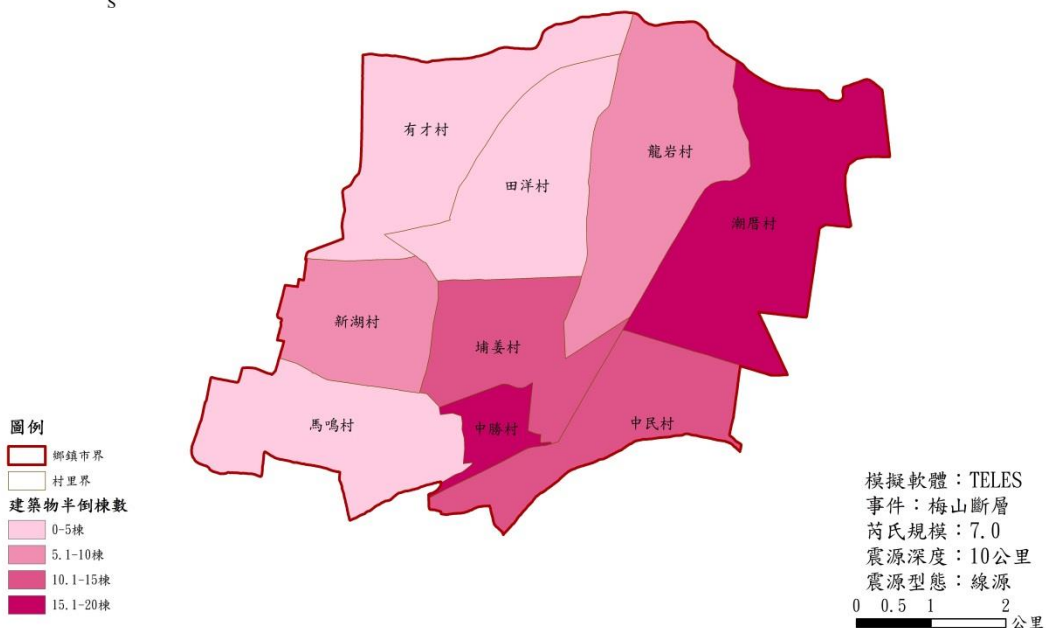 S
有才村
田洋村
龍岩村
潮厝村
新湖村
埔姜村
馬鳴村
中勝村
中民村
圖例
鄉鎮市界
村里界
建築物半倒棟數
0-5棟
5.1-10棟
10.1-15棟
15.1-20棟
模擬軟體：TELES
事件：梅山斷層
芮氏規模：7.0
震源深度：10公里
震源型態：線源
0 0.5 1 2
公里